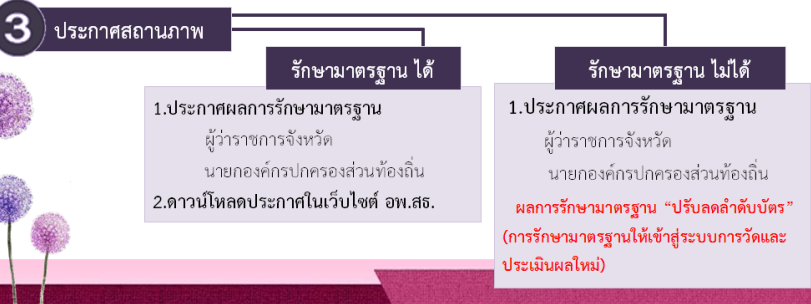 3 ประกาศสถานภาพ
รักษามาตรฐาน ได้
1.ประกาศผลการรักษามาตรฐาน
ผู้ว่าราชการจังหวัด
นายกองค์กรปกครองส่วนท้องถิ่น
2.ดาวน์โหลดประกาศในเว็บไซต์ อพ.สธ.
รักษามาตรฐาน ไม่ได้
1.ประกาศผลการรักษามาตรฐาน
ผู้ว่าราชการจังหวัด
นายกองค์กรปกครองส่วนท้องถิ่น
ผลการรักษามาตรฐาน “ปรับลดลำดับบัตร”
(การรักษามาตรฐานให้เข้าสู่ระบบการวัดและ
ประเมินผลใหม่)